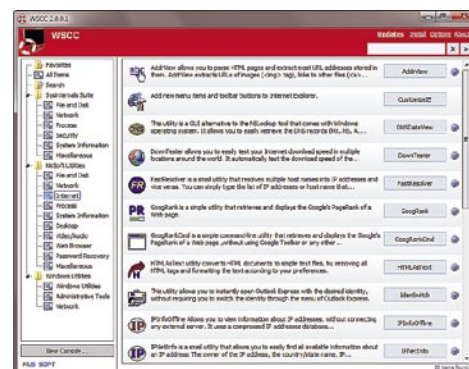 WSCC 2.0.0.1
WSCC
Updates Install Options About
Favorites
All Items
Search
Sysinternals Suite
File and Disk
Network
Process
Security
System Information
Miscellaneous
NirSoft Utilities
File and Disk
Network
Internet
Process
System Information
Desktop
Video/Audio
Web Browser
Password Recovery
Miscellaneous
Windows Utilities
Windows Utilities
Administrative Tools
Network
New Console...
KLS SOFT
AddrView allows you to parse HTML pages and extract most URL addresses stored in
them. AddrView extracts URLs of images (<img> tag), links to other files (<a>...
AddrView
Add new menu items and toolbar buttons to Internet Explorer.
CustomizeIE
This utility is a GUI alternative to the NSLookup tool that comes with Windows
operating system. It allows you to easily retrieve the DNS records (MX, NS, A, ...
DNSDataView
DownTester allows you to easily test your Internet download speed in multiple
locations around the world. It automatically test the download speed of the...
DownTester
FastResolver is a small utility that resolves multiple host names into IP addresses and
vice versa. You can simply type the list of IP addresses or host name that...
FastResolver
GoogRank is a simple utility that retrieves and displays the Google's PageRank of a
Web page.
GoogRank
GoogRankCmd is a simple command-line utility that retrieves and displays the Google's
PageRank of a Web page ,without using Google Toolbar or any other ...
GoogRankCmd
HTMLAsText utility converts HTML documents to simple text files, by removing all
HTML tags and formatting the text according to your preferences.
HTMLAsText
This utility allows you to instantly open Outlook Express with the desired identity,
without requiring you to switch the identity through the menu of Outlook Express.
IdenSwitch
IPInfoOffline Allows you to view information about IP addresses, without connecting
any external server. It uses a compressed IP addresses database...
IPInfoOffline
IPNetInfo is a small utility that allows you to easily find all available information about
an IP address: The owner of the IP address, the country/state name, IP...
IPNetInfo